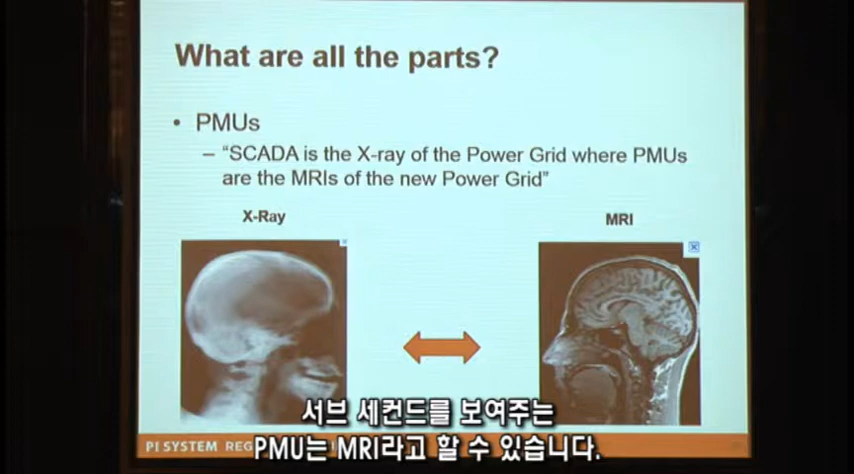 What are all the parts?
• PMUs
– "SCADA is the X-ray of the Power Grid where PMUs
are the MRIs of the new Power Grid"
X-Ray
MRI
서브 세컨드를 보여주는
PMU는 MRI라고 할 수 있습니다.
PI SYSTEM REG